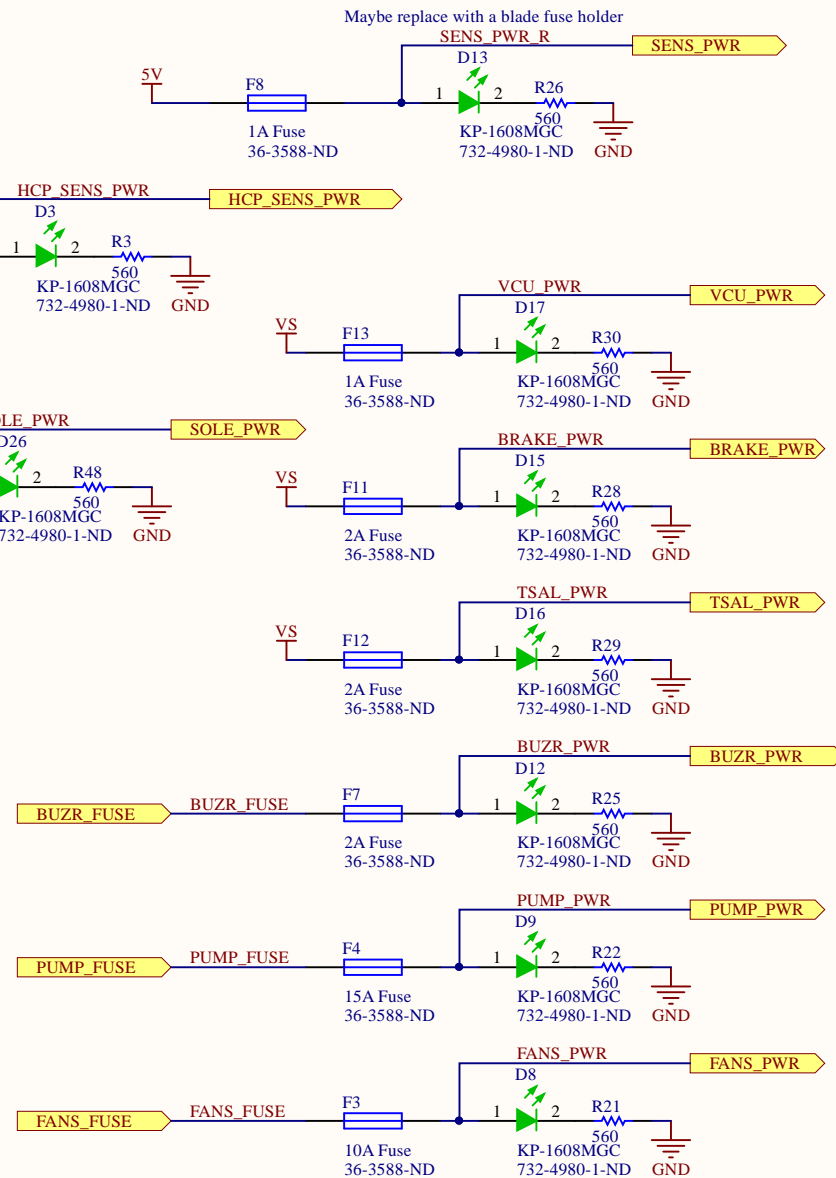 Maybe replace with a blade fuse holder
SENS_PWR_R
SENS_PWR
D13
5V
F8
1
2
R26
560
1A Fuse
36-3588-ND
KP-1608MGC
732-4980-1-ND
GND
HCP_SENS_PWR
HCP_SENS_PWR
D3
1
2
R3
560
KP-1608MGC
732-4980-1-ND
GND
VCU_PWR
VCU_PWR
D17
VS
F13
1
2
R30
560
1A Fuse
36-3588-ND
KP-1608MGC
732-4980-1-ND
GND
OLE_PWR
SOLE_PWR
D26
2
R48
560
KP-1608MGC
732-4980-1-ND
GND
BRAKE_PWR
BRAKE_PWR
D15
VS
F11
1
2
R28
560
2A Fuse
36-3588-ND
KP-1608MGC
732-4980-1-ND
GND
TSAL_PWR
TSAL_PWR
D16
VS
F12
1
2
R29
560
2A Fuse
36-3588-ND
KP-1608MGC
732-4980-1-ND
GND
BUZR_PWR
BUZR_PWR
D12
BUZR_FUSE
BUZR_FUSE
F7
1
2
R25
560
2A Fuse
36-3588-ND
KP-1608MGC
732-4980-1-ND
GND
PUMP_PWR
PUMP_PWR
D9
PUMP_FUSE
PUMP_FUSE
F4
1
2
R22
560
15A Fuse
36-3588-ND
KP-1608MGC
732-4980-1-ND
GND
FANS_PWR
FANS_PWR
D8
FANS_FUSE
FANS_FUSE
F3
1
2
R21
560
10A Fuse
36-3588-ND
KP-1608MGC
732-4980-1-ND
GND